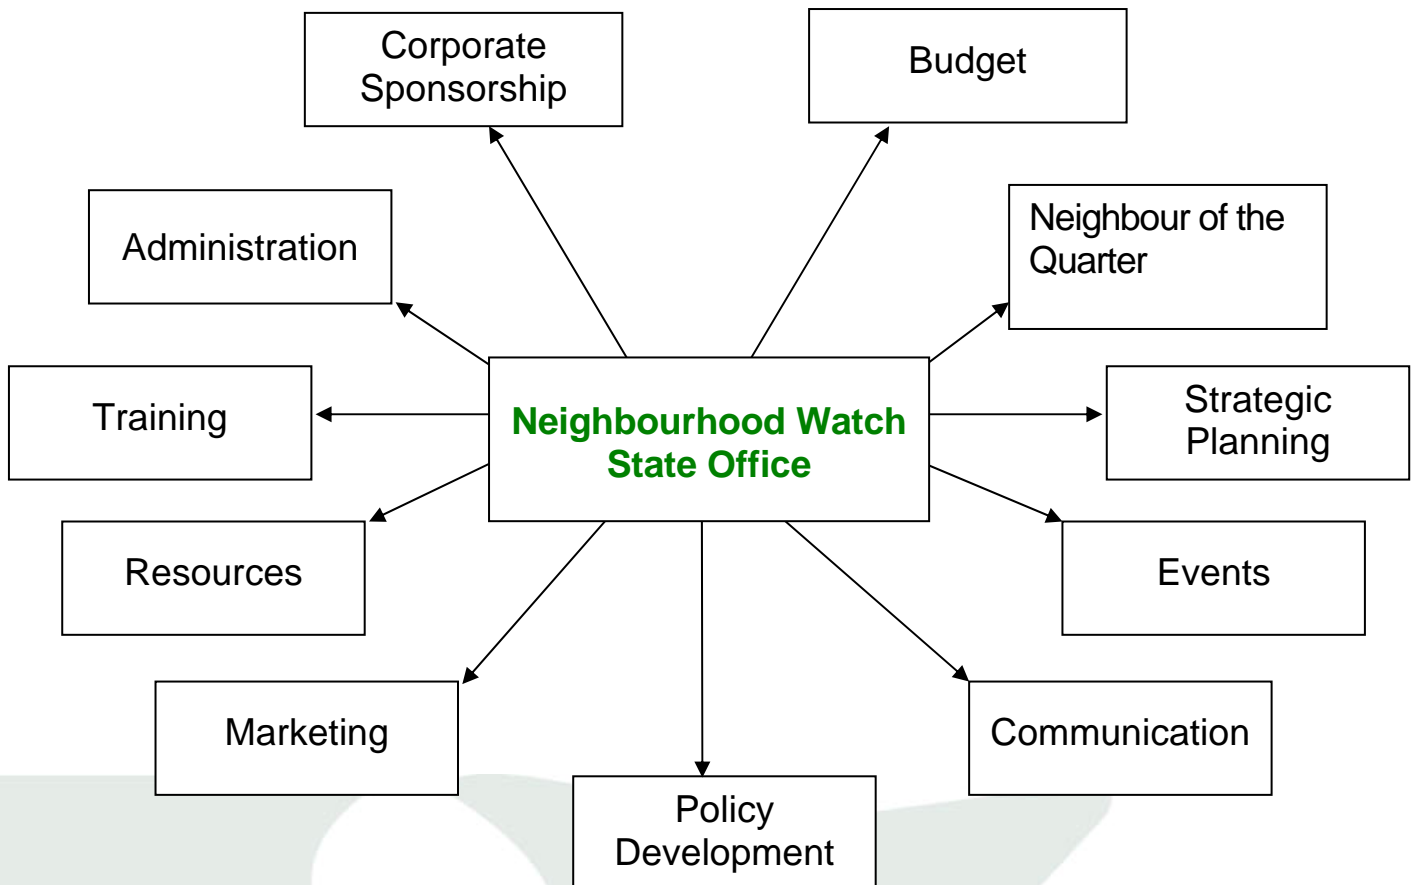 Corporate
Sponsorship
Budget
Administration
Neighbour of the
Quarter
Training
Neighbourhood Watch
State Office
Strategic
Planning
Resources
Events
Marketing
Communication
Policy
Development